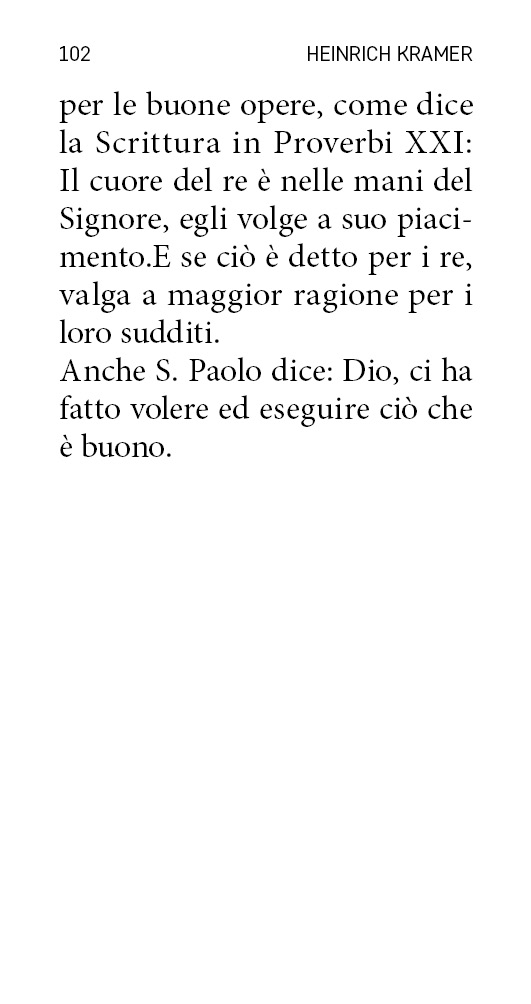 102 HEINRICH KRAMER
per le buone opere, come dice
la Scrittura in Proverbi XXI:
Il cuore del re è nelle mani del
Signore, egli volge a suo piaci-
mento.E se ciò è detto per i re,
valga a maggior ragione per i
loro sudditi.
Anche S. Paolo dice: Dio, ci ha
fatto volere ed eseguire ciò che
è buono.